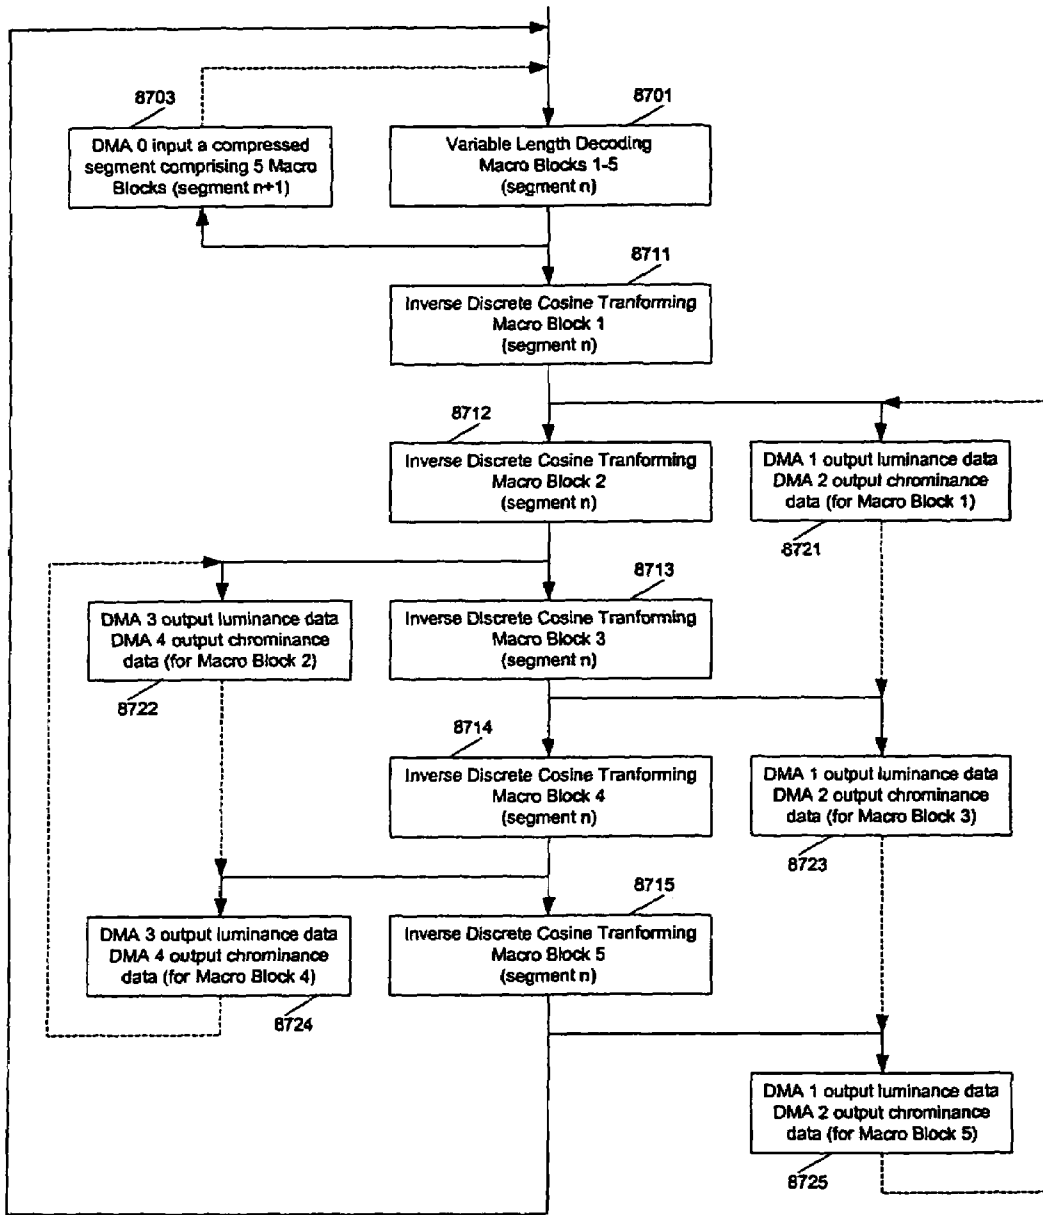 8703
DMA 0 input a compressed
segment comprising 5 Macro
Blocks (segment n+1)
8701
Variable Length Decoding
Macro Blocks 1-5
(segment n)
8711
Inverse Discrete Cosine Tranforming
Macro Block 1
(segment n)
8712
Inverse Discrete Cosine Tranforming
Macro Block 2
(segment n)
DMA 1 output luminance data
DMA 2 output chrominance
data (for Macro Block 1)
8721
8713
DMA 3 output luminance data
DMA 4 output chrominance
data (for Macro Block 2)
8722
Inverse Discrete Cosine Tranforming
Macro Block 3
(segment n)
8714
Inverse Discrete Cosine Tranforming
Macro Block 4
(segment n)
DMA 1 output luminance data
DMA 2 output chrominance
data (for Macro Block 3)
8723
8715
DMA 3 output luminance data
DMA 4 output chrominance
data (for Macro Block 4)
8724
Inverse Discrete Cosine Tranforming
Macro Block 5
(segment n)
DMA 1 output luminance data
DMA 2 output chrominance
data (for Macro Block 5)
8725